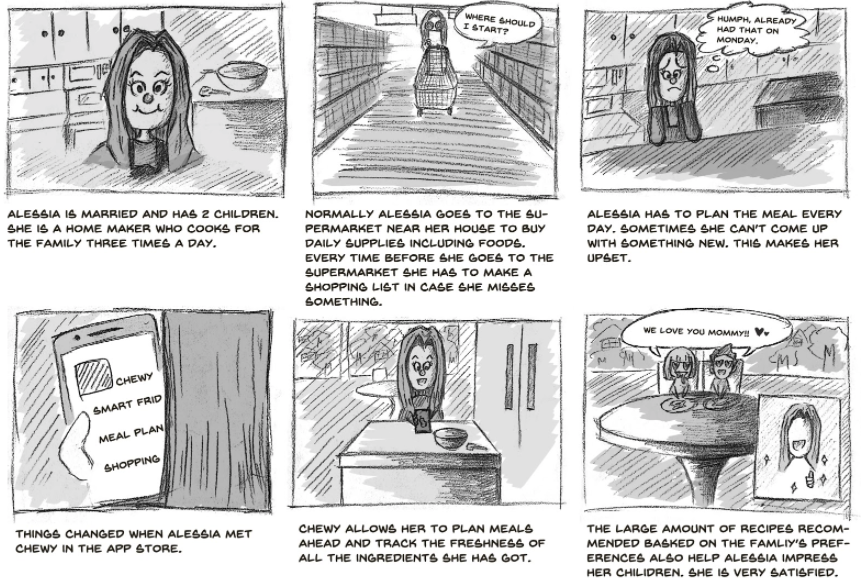 WHERE SHOULD
I START?
HUMPH, ALREADY
HAD THAT ON
MONDAY.
ALESSIA IS MARRIED AND HAS 2 CHILDREN.
SHE IS A HOME MAKER WHO COOKS FOR
THE FAMILY THREE TIMES A DAY.
NORMALLY ALESSIA GOES TO THE SU-
PERMARKET NEAR HER HOUSE TO BUY
DAILY SUPPLIES INCLUDING FOODS.
EVERY TIME BEFORE SHE GOES TO THE
SUPERMARKET SHE HAS TO MAKE A
SHOPPING LIST IN CASE SHE MISSES
SOMETHING.
ALESSIA HAS TO PLAN THE MEAL EVERY
DAY. SOMETIMES SHE CAN'T COME UP
WITH SOMETHING NEW. THIS MAKES HER
UPSET.
CHEWY
SMART FRID
MEAL PLAN
SHOPPING
WE LOVE YOU MOMMY!! ♥♥
THINGS CHANGED WHEN ALESSIA MET
CHEWY IN THE APP STORE.
CHEWY ALLOWS HER TO PLAN MEALS
AHEAD AND TRACK THE FRESHNESS OF
ALL THE INGREDIENTS SHE HAS GOT.
THE LARGE AMOUNT OF RECIPES RECOM-
MENDED BASKED ON THE FAMLIY'S PREF-
ERENCES ALSO HELP ALESSIA IMPRESS
HER CHILIDREN. SHE IS VERY SATISFIED.